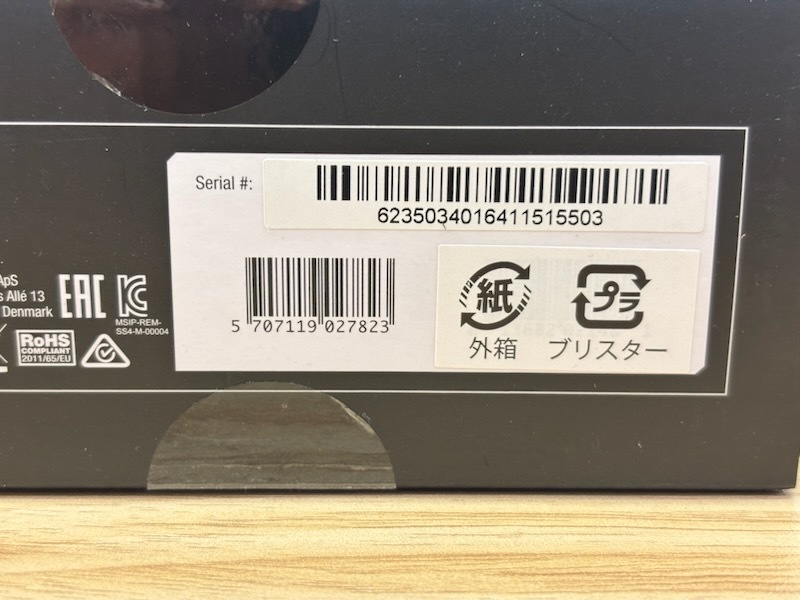 Serial #:
6235034016411515503
5 707119 027823
紙
プラ
外箱
ブリスター
ApS
s Allé 13
Denmark
EAC
MSIP-REM-
SS4-M-00004
RoHS
COMPLIANT
2011/65/EU